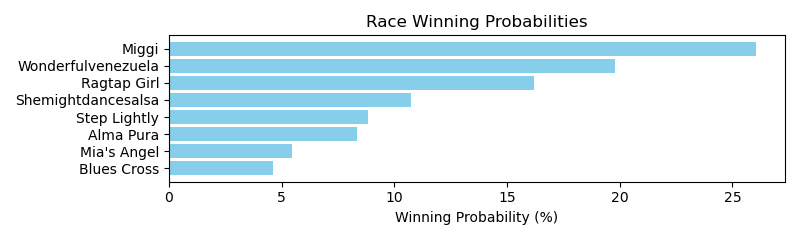 Race Winning Probabilities
Miggi
Wonderfulvenezuela
Ragtap Girl
Shemightdancesalsa
Step Lightly
Alma Pura
Mia's Angel
Blues Cross
0 5 10 15 20 25
Winning Probability (%)